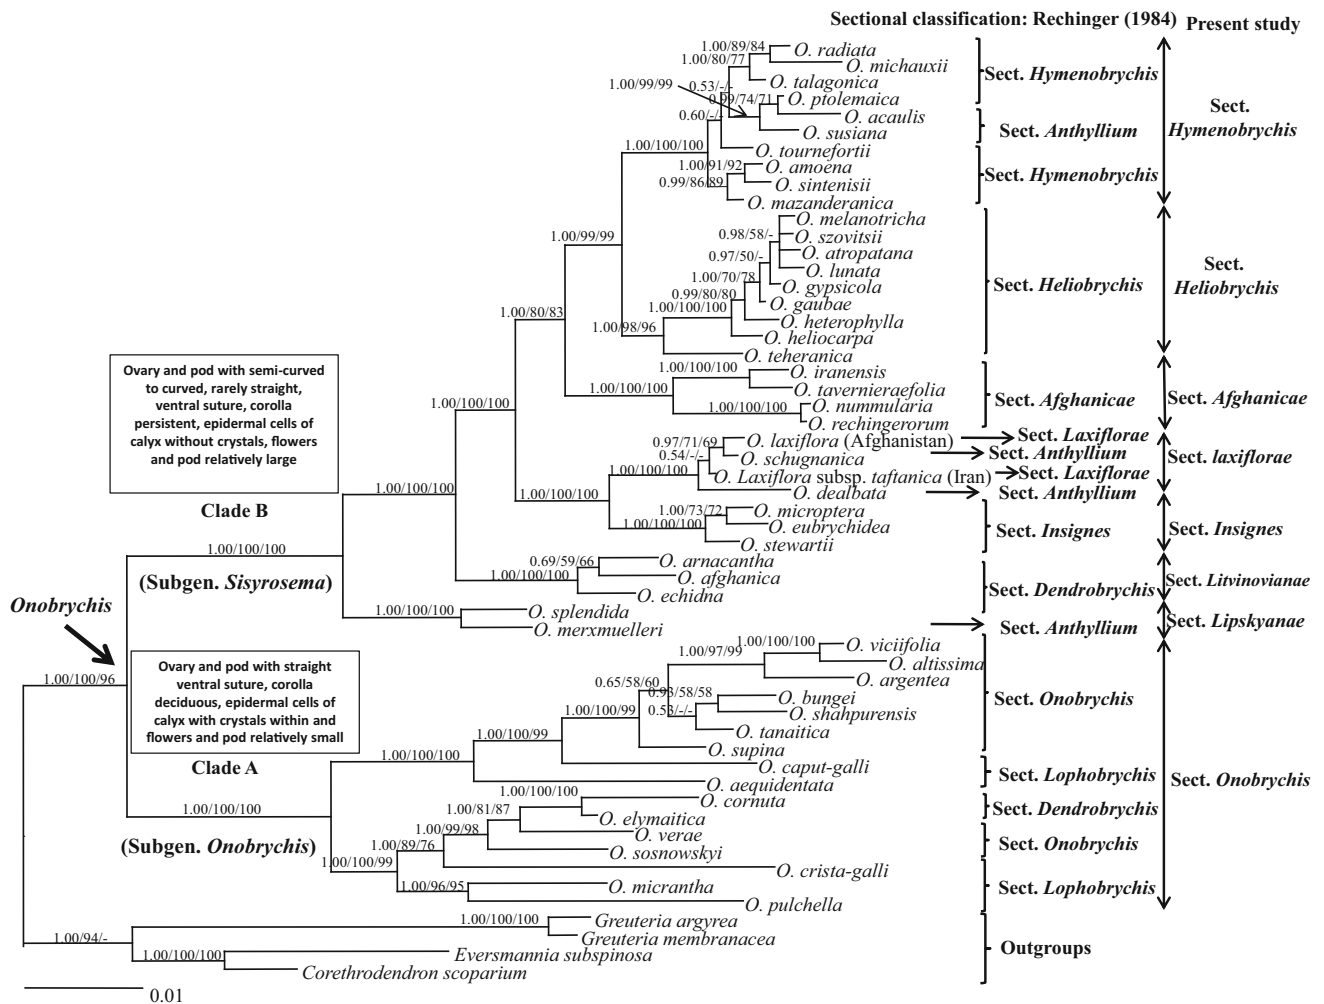 Sectional classification: Rechinger (1984)
Present study
1.00/89/84
O. radiata
1.00/80/77
O. michauxii
Sect. Hymenobrychis
O. talagonica
1.00/99/99
0.53/-/-
0.99/74/71
O. ptolemaica
O. acaulis
Sect.
Hymenobrychis
0.60/-/-
O. susiana
Sect. Anthyllium
1.00/100/100
O. tournefortii
1.00/91/92
O. amoena
Sect. Hymenobrychis
0.99/86/89
O. sintenisii
O. mazanderanica
O. melanotricha
0.98/58/-
O. szovitsii
1.00/99/99
O. atropatana
0.97/50/-
O. lunata
Sect.
Heliobrychis
1.00/70/78
O. gypsicola
Sect. Heliobrychis
0.99/80/80
O. gaubae
1.00/100/100
O. heterophylla
1.00/80/83
1.00/98/96
O. heliocarpa
O. teheranica
1.00/100/100
O. iranensis
O. tavernieraefolia
Sect. Afghanicae
Sect. Afghanicae
1.00/100/100
1.00/100/100
O. nummularia
1.00/100/100
O. rechingerorum
Ovary and pod with semi-curved
to curved, rarely straight,
ventral suture, corolla
persistent, epidermal cells of
calyx without crystals, flowers
and pod relatively large
Clade B
0.97/71/69
O. laxiflora (Afghanistan)
Sect. Laxiflorae
0.54/-/-
O. schugnanica
Sect. Anthyllium
Sect. laxiflorae
1.00/100/100
O. Laxiflora subsp. taftanica (Iran)
Sect. Laxiflorae
1.00/100/100
1.00/100/100
O. dealbata
Sect. Anthyllium
1.00/73/72
O. microptera
1.00/100/100
O. eubrychidea
Sect. Insignes
Sect. Insignes
O. stewartii
1.00/100/100
0.69/59/66
O. arnacantha
1.00/100/100
O. afghanica
Sect. Dendrobrychis
Sect. Litvinovianae
O. echidna
(Subgen. Sisyrosema)
1.00/100/100
O. splendida
Sect. Lipskyanae
O. merxmuelleri
Sect. Anthyllium
Onobrychis
1.00/100/96
Ovary and pod with straight
ventral suture, corolla
deciduous, epidermal cells of
calyx with crystals within and
flowers and pod relatively small
Clade A
1.00/100/100
O. viciifolia
1.00/97/99
O. altissima
0.65/58/60
O. argentea
0.93/58/58
O. bungei
Sect. Onobrychis
0.53/-/-
1.00/100/99
O. shahpurensis
O. tanaitica
1.00/100/99
O. supina
1.00/100/100
O. caput-galli
Sect. Lophobrychis
Sect. Onobrychis
O. aequidentata
1.00/100/100
O. cornuta
Sect. Dendrobrychis
1.00/100/100
1.00/81/87
O. elymaitica
1.00/99/98
O. verae
Sect. Onobrychis
(Subgen. Onobrychis)
1.00/89/76
O. sosnowskyi
1.00/100/99
O. crista-galli
1.00/96/95
O. micrantha
Sect. Lophobrychis
O. pulchella
1.00/100/100
Greuteria argyrea
1.00/94/-
Greuteria membranacea
Outgroups
1.00/100/100
Eversmannia subspinosa
Corethrodendron scoparium
0.01